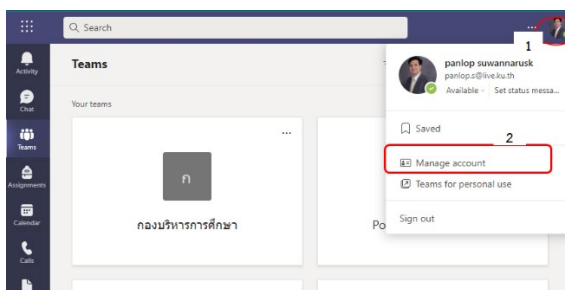 Search
...
1
Activity
Teams
panlop suwannarusk
panlop.s@live.ku.th
Available
Set status messa...
Chat
Your teams
Teams
...
Saved
2
Manage account
Assignments
ก
Teams for personal use
Calendar
กองบริหารการศึกษา
Po
Sign out
Calls